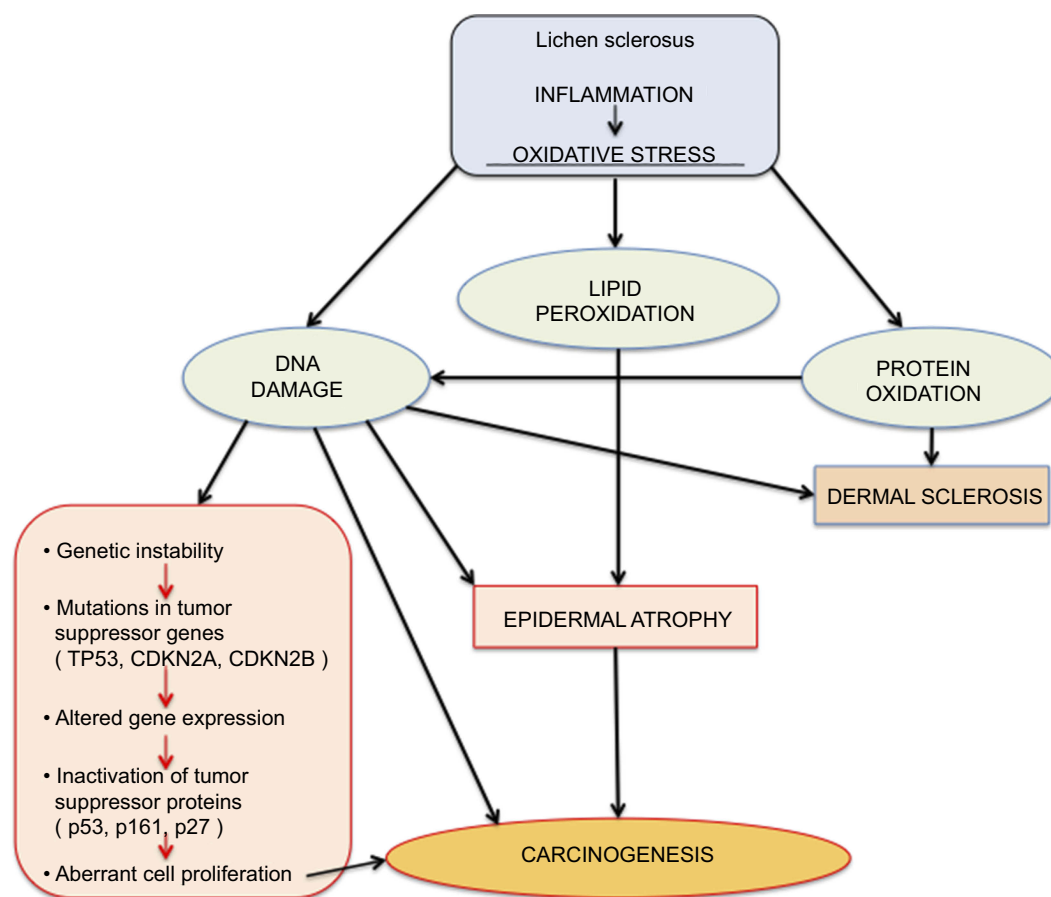 Lichen sclerosus
INFLAMMATION
OXIDATIVE STRESS
LIPID
PEROXIDATION
DNA
DAMAGE
PROTEIN
OXIDATION
DERMAL SCLEROSIS
• Genetic instability
• Mutations in tumor
suppressor genes
( TP53, CDKN2A, CDKN2B )
EPIDERMAL ATROPHY
• Altered gene expression
• Inactivation of tumor
suppressor proteins
( p53, p161, p27 )
• Aberrant cell proliferation
CARCINOGENESIS